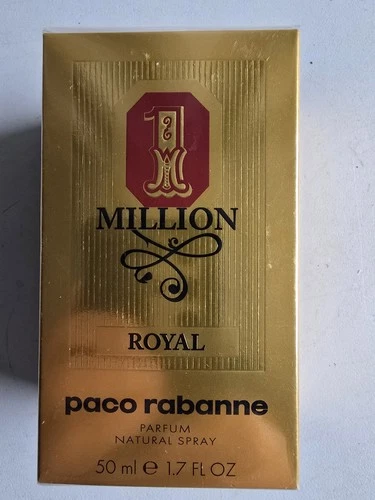 1
MILLION
ROYAL
paco rabanne
PARFUM
NATURAL SPRAY
50 ml ℮ 1.7 FL OZ